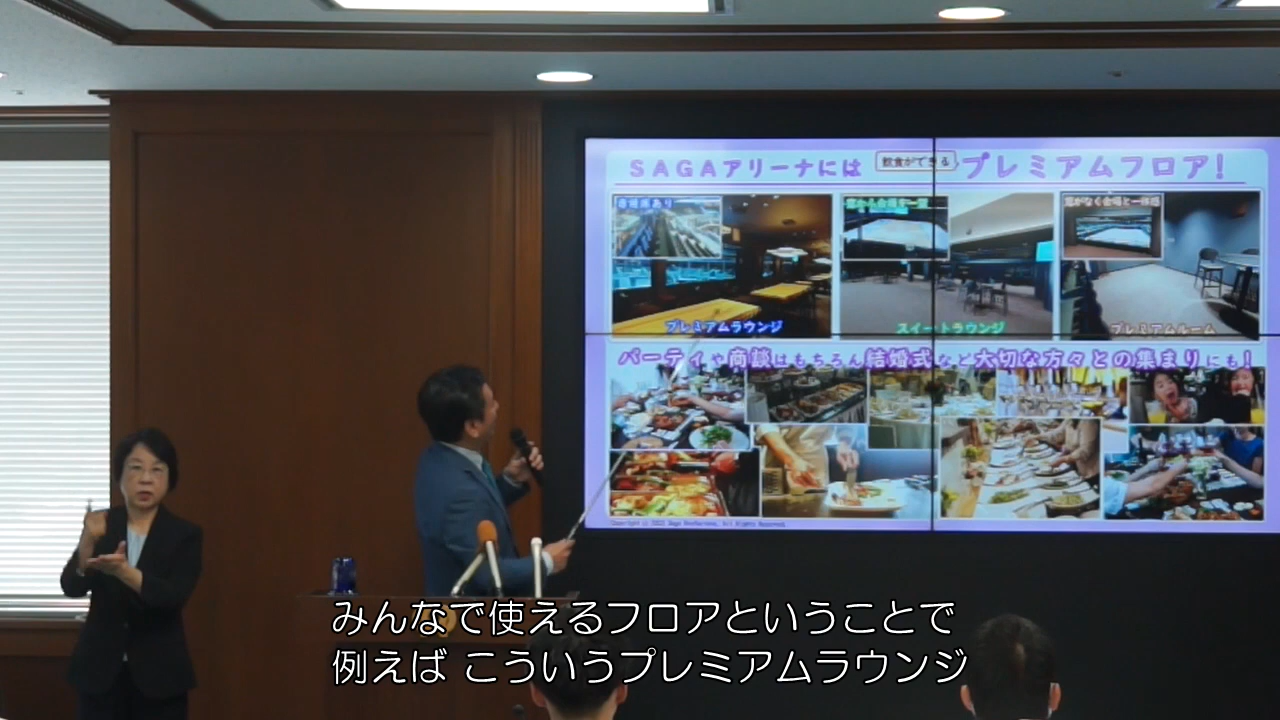 SAGAアリーナには 飲食ができる プレミアムフロア!
プレミアムラウンジ
スイートラウンジ
プレミアムルーム
パーティや商談はもちろん結婚式など大切な方々との集まりにも!
みんなで使えるフロアということで
例えば こういうプレミアムラウンジ